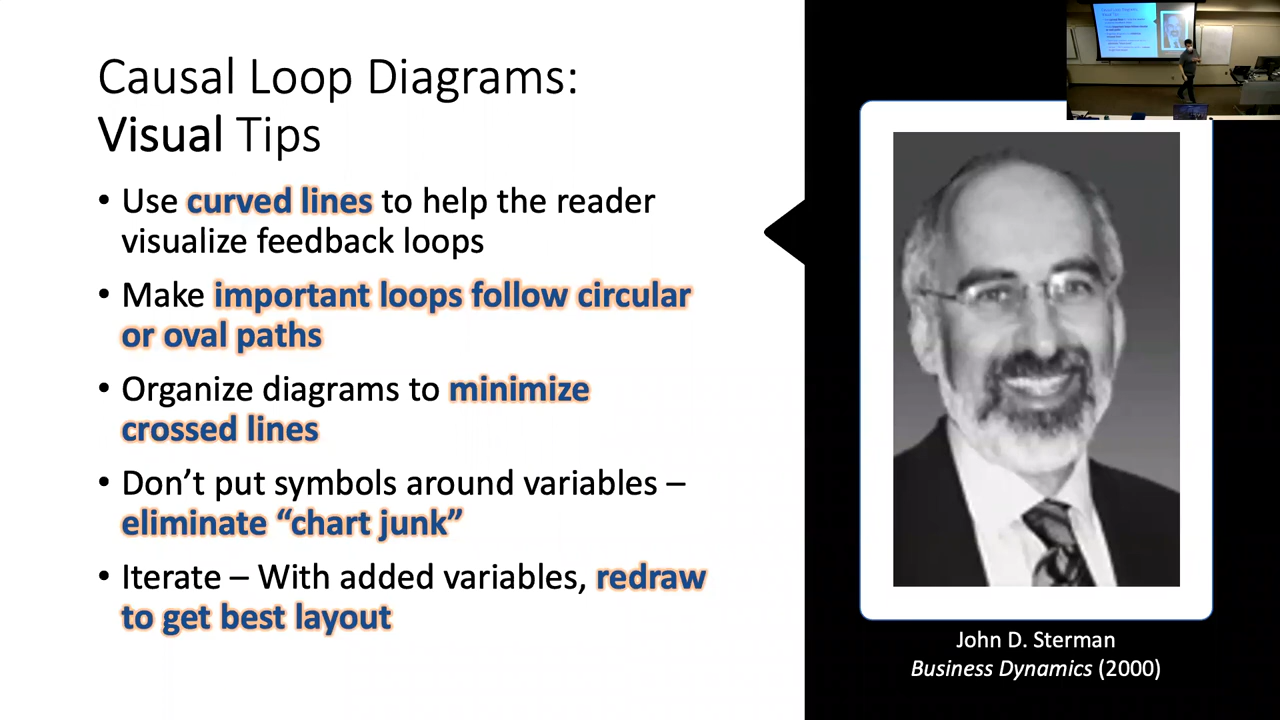 Causal Loop Diagrams:
Visual Tips
• Use curved lines to help the reader
visualize feedback loops
• Make important loops follow circular
or oval paths
• Organize diagrams to minimize
crossed lines
• Don’t put symbols around variables –
eliminate “chart junk”
• Iterate – With added variables, redraw
to get best layout
John D. Sterman
Business Dynamics (2000)